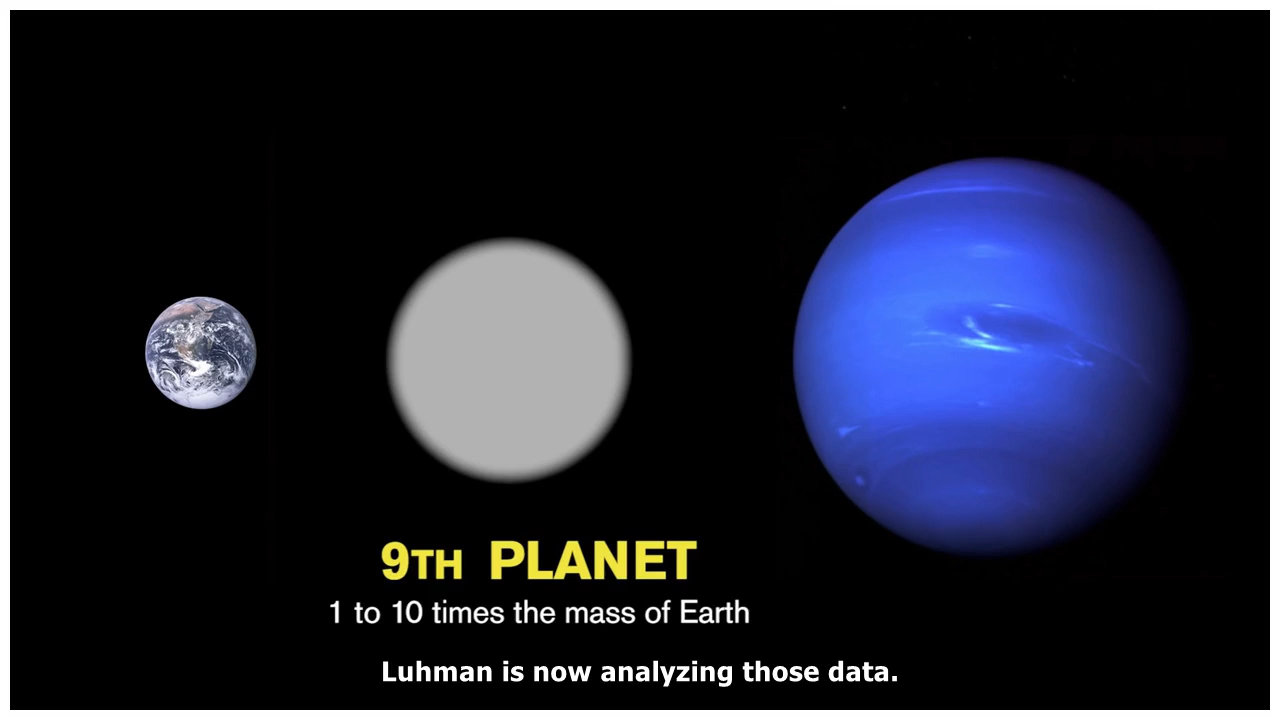 9TH PLANET
1 to 10 times the mass of Earth
Luhman is now analyzing those data.